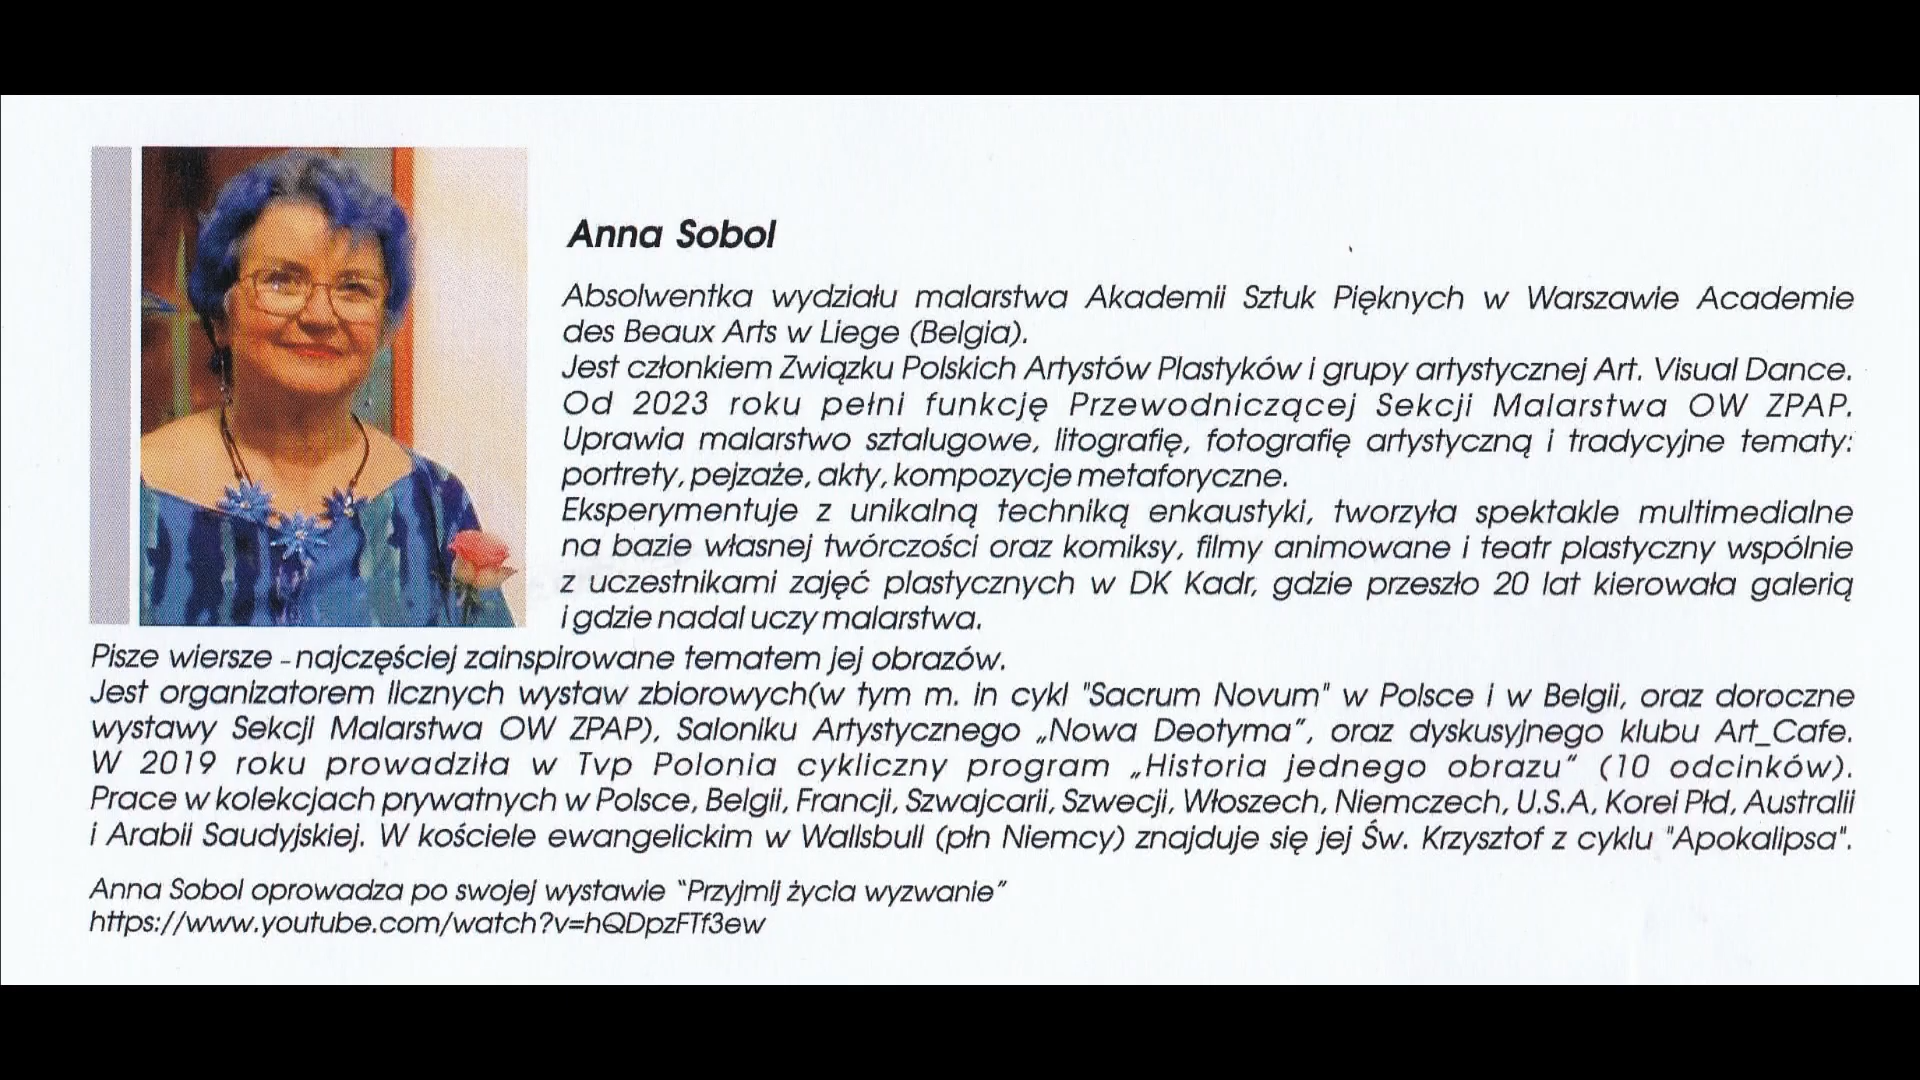 Anna Sobol
Absolwentka wydziału malarstwa Akademii Sztuk Pięknych w Warszawie Academie
des Beaux Arts w Liege (Belgia).
Jest członkiem Związku Polskich Artystów Plastyków i grupy artystycznej Art. Visual Dance.
Od 2023 roku pełni funkcję Przewodniczącej Sekcji Malarstwa OW ZPAP.
Uprawia malarstwo sztalugowe, litografię, fotografię artystyczną i tradycyjne tematy:
portrety, pejzaże, akty, kompozycje metaforyczne.
Eksperymentuje z unikalną techniką enkaustyki, tworzyła spektakle multimedialne
na bazie własnej twórczości oraz komiksy, filmy animowane i teatr plastyczny wspólnie
z uczestnikami zajęć plastycznych w DK Kadr, gdzie przeszło 20 lat kierowała galerią
i gdzie nadal uczy malarstwa.
Pisze wiersze - najczęściej zainspirowane tematem jej obrazów.
Jest organizatorem licznych wystaw zbiorowych(w tym m. in cykl "Sacrum Novum" w Polsce i w Belgii, oraz doroczne
wystawy Sekcji Malarstwa OW ZPAP), Saloniku Artystycznego „Nowa Deotyma”, oraz dyskusyjnego klubu Art_Cafe.
W 2019 roku prowadziła w Tvp Polonia cykliczny program „Historia jednego obrazu” (10 odcinków).
Prace w kolekcjach prywatnych w Polsce, Belgii, Francji, Szwajcarii, Szwecji, Włoszech, Niemczech, U.S.A, Korei Płd, Australii
i Arabii Saudyjskiej. W kościele ewangelickim w Wallsbull (płn Niemcy) znajduje się jej Św. Krzysztof z cyklu "Apokalipsa".
Anna Sobol oprowadza po swojej wystawie “Przyjmij życia wyzwanie”
https://www.youtube.com/watch?v=hQDpzFTf3ew